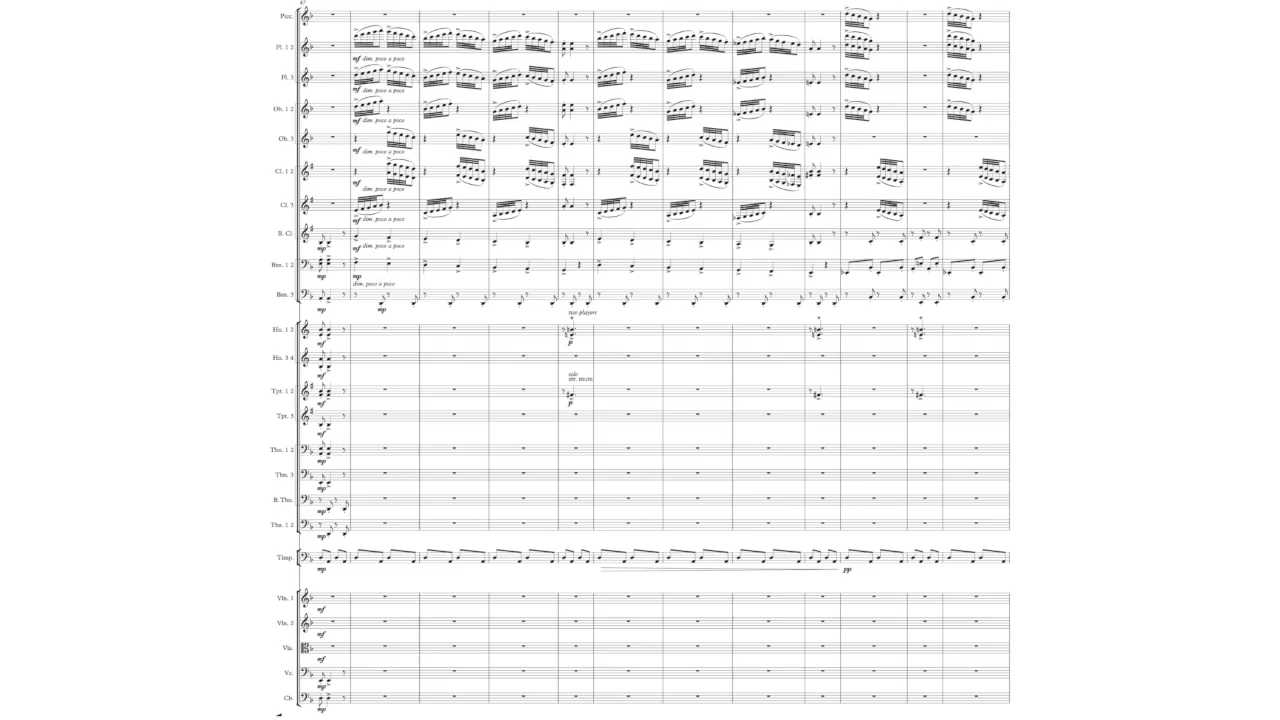 47
Picc.
Fl. 1 2
mf dim. poco a poco
Fl. 3
mf dim. poco a poco
Ob. 1 2
mf dim. poco a poco
Ob. 3
mf dim. poco a poco
Cl. 1 2
mf dim. poco a poco
Cl. 3
mf dim. poco a poco
B. Cl.
mp mf dim. poco a poco
Bsn. 1 2
mp mp
dim. poco a poco
Bsn. 3
mp mp
two players
Hn. 1 2
mf p
Hn. 3 4
mf
solo
str. mute
Tpt. 1 2
mf p
Tpt. 3
mf
Tbn. 1 2
mp
Tbn. 3
mp
B. Tbn.
mp
Tba. 1 2
mp
Timp.
mp pp
Vln. 1
mf
Vln. 2
mf
Vla.
mf
Vc.
mp
Cb.
mp